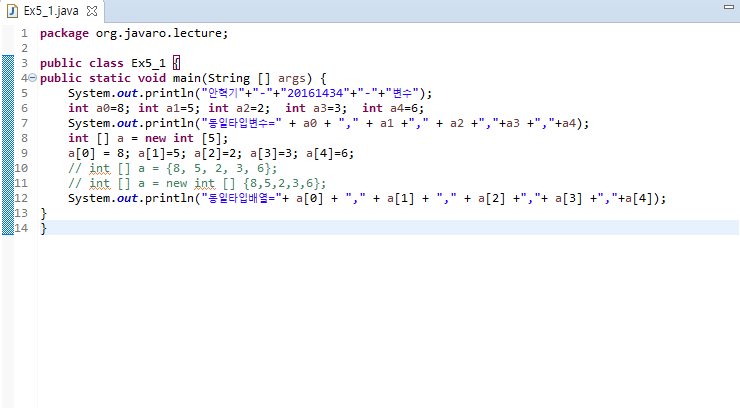 Ex5_1.java
1 package org.javaro.lecture;
2
3 public class Ex5_1 {
4 public static void main(String [] args) {
5 System.out.println("안혁기"+"-"+"20161434"+"-"+"변수");
6 int a0=8; int a1=5; int a2=2;  int a3=3;  int a4=6;
7 System.out.println("동일타입변수=" + a0 + "," + a1 +"," + a2 +","+a3 +","+a4);
8 int [] a = new int [5];
9 a[0] = 8; a[1]=5; a[2]=2; a[3]=3; a[4]=6;
10 // int [] a = {8, 5, 2, 3, 6};
11 // int [] a = new int [] {8,5,2,3,6};
12 System.out.println("동일타입배열="+ a[0] + "," + a[1] + "," + a[2] +","+ a[3] +","+a[4]);
13 }
14 }